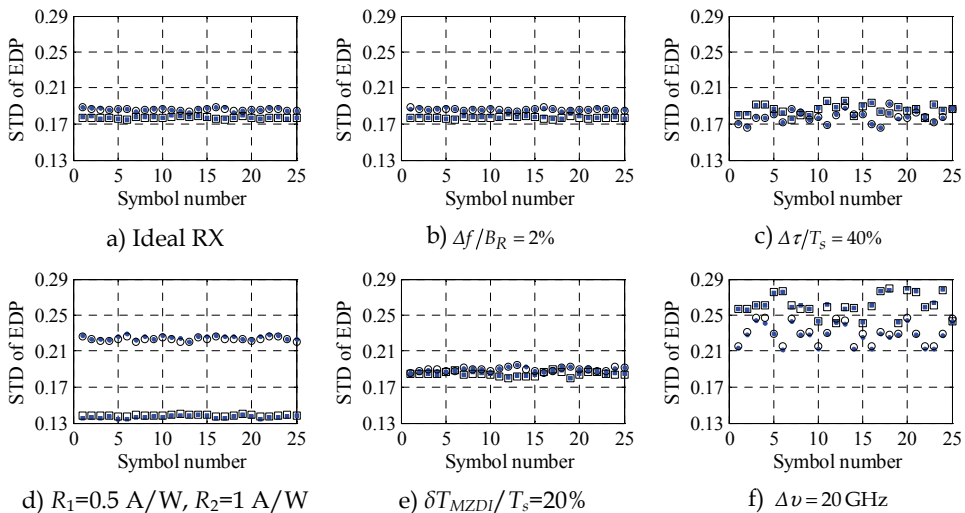 STD of EDP
0.29
0.25
0.21
0.17
0.13
0 5 10 15 20 25
Symbol number
a) Ideal RX
STD of EDP
0.29
0.25
0.21
0.17
0.13
0 5 10 15 20 25
Symbol number
b) Δf/B_R = 2%
STD of EDP
0.29
0.25
0.21
0.17
0.13
0 5 10 15 20 25
Symbol number
c) Δτ/T_s = 40%
STD of EDP
0.29
0.25
0.21
0.17
0.13
0 5 10 15 20 25
Symbol number
d) R_1=0.5 A/W, R_2=1 A/W
STD of EDP
0.29
0.25
0.21
0.17
0.13
0 5 10 15 20 25
Symbol number
e) δT_MZDI/T_s=20%
STD of EDP
0.29
0.25
0.21
0.17
0.13
0 5 10 15 20 25
Symbol number
f) Δυ = 20 GHz